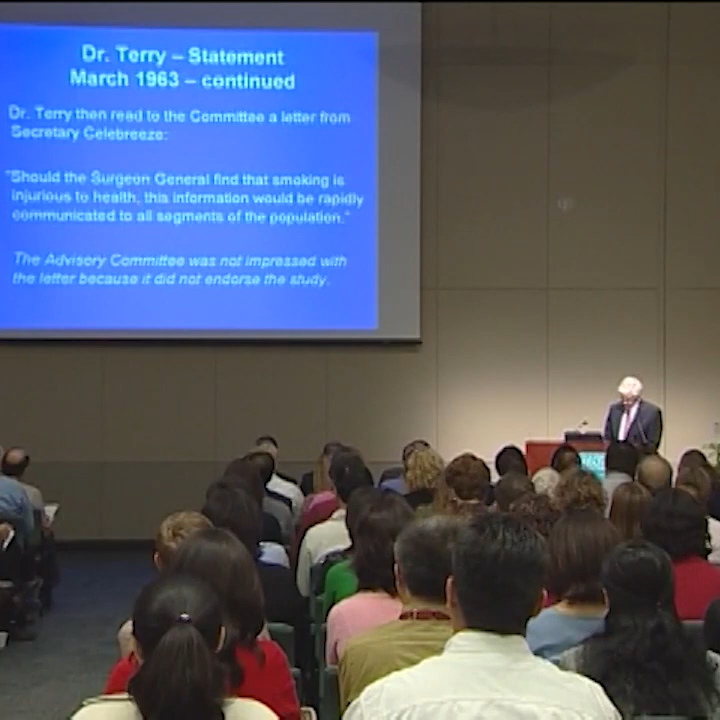 Dr. Terry – Statement
March 1963 – continued
Dr. Terry then read to the Committee a letter from
Secretary Celebreeze:
"Should the Surgeon General find that smoking is
injurious to health, this information would be rapidly
communicated to all segments of the population."
The Advisory Committee was not impressed with
the letter because it did not endorse the study.